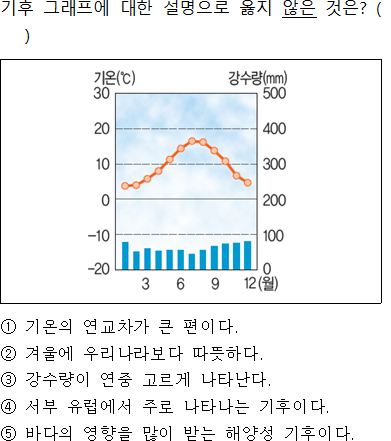 기후 그래프에 대한 설명으로 옳지 않은 것은? (
)
기온(℃) 강수량(mm)
30 500
20 400
10 300
0 200
-10 100
-20 0
3 6 9 12(월)
① 기온의 연교차가 큰 편이다.
② 겨울에 우리나라보다 따뜻하다.
③ 강수량이 연중 고르게 나타난다.
④ 서부 유럽에서 주로 나타나는 기후이다.
⑤ 바다의 영향을 많이 받는 해양성 기후이다.